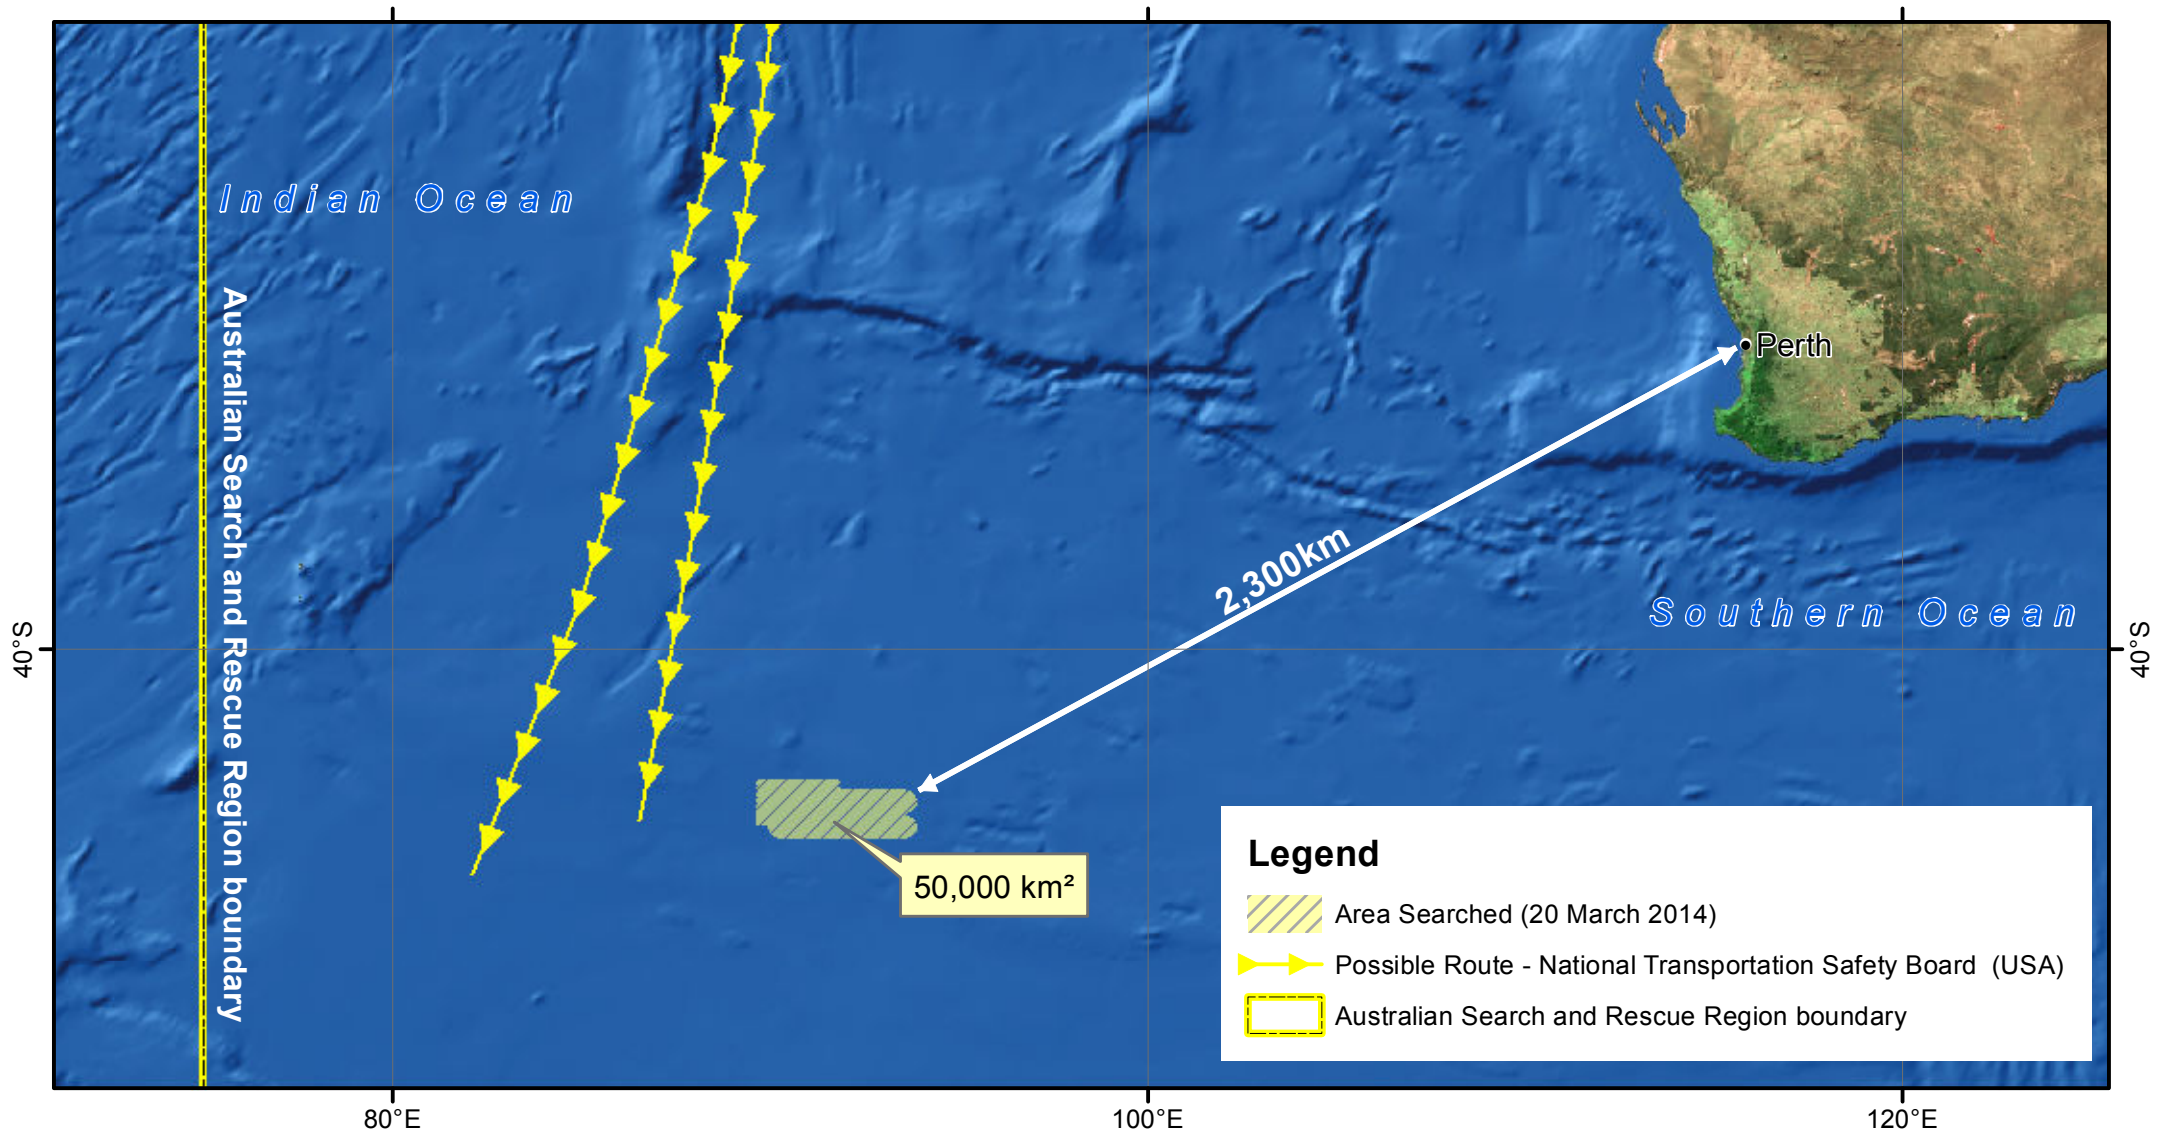 Indian Ocean
Australian Search and Rescue Region boundary
Perth
2,300km
Southern Ocean
40°S
40°S
50,000 km²
Legend
Area Searched (20 March 2014)
Possible Route - National Transportation Safety Board (USA)
Australian Search and Rescue Region boundary
80°E
100°E
120°E